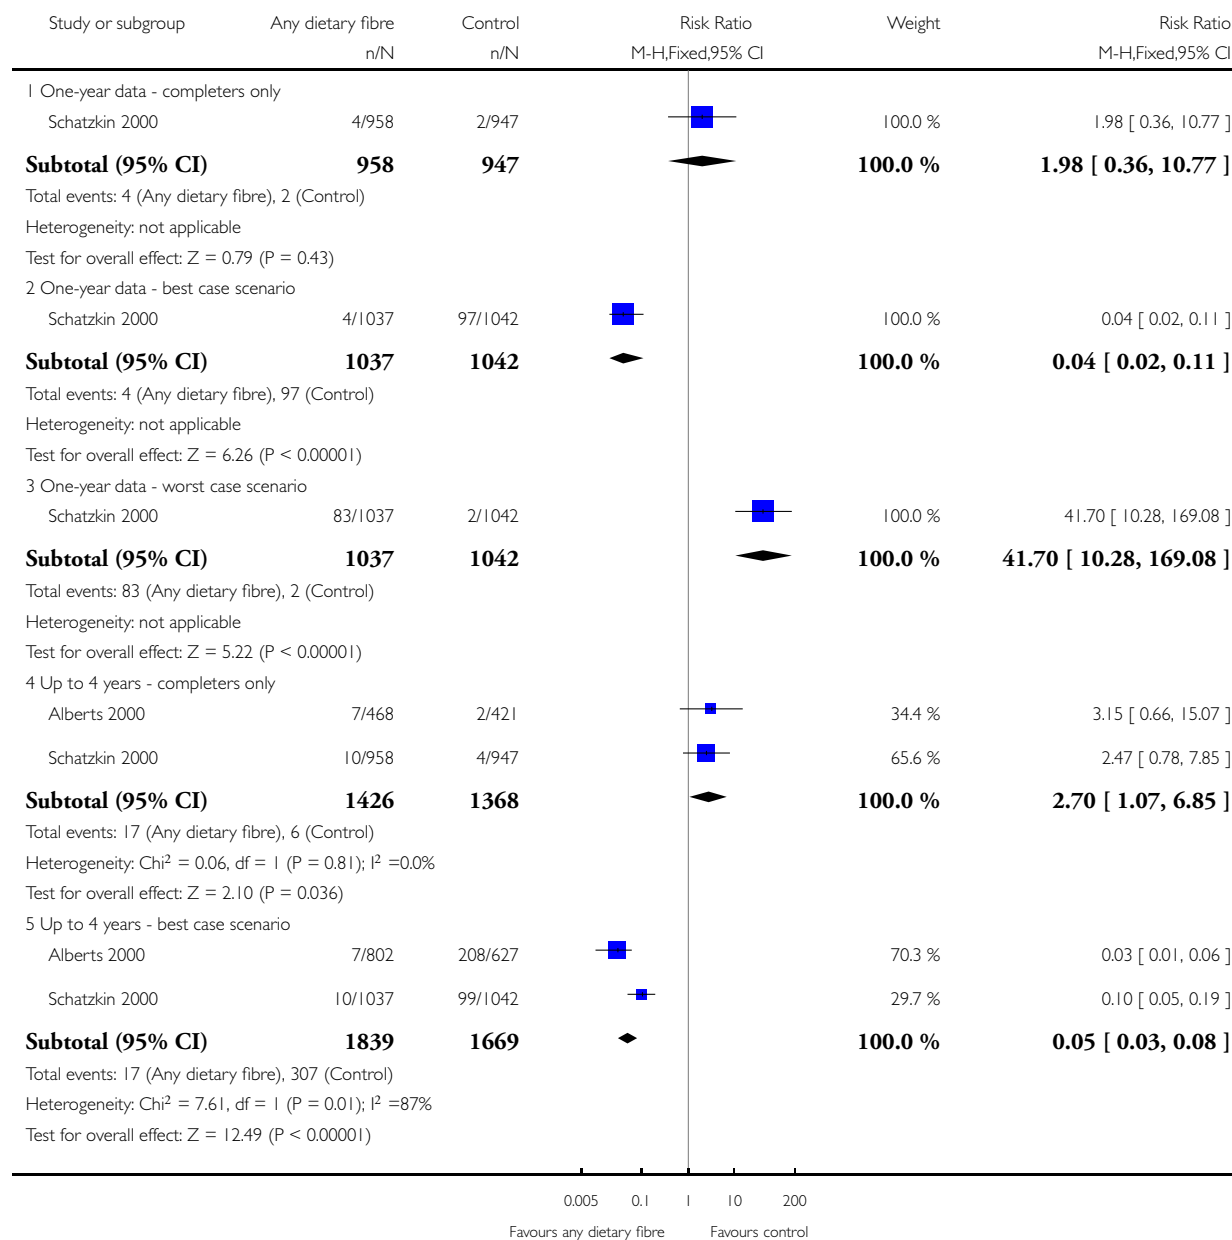 Study or subgroup Any dietary fibre Control Risk Ratio Weight Risk Ratio
n/N n/N M-H,Fixed,95% CI M-H,Fixed,95% CI
1 One-year data - completers only
Schatzkin 2000 4/958 2/947 100.0 % 1.98 [ 0.36, 10.77 ]
Subtotal (95% CI) 958 947 100.0 % 1.98 [ 0.36, 10.77 ]
Total events: 4 (Any dietary fibre), 2 (Control)
Heterogeneity: not applicable
Test for overall effect: Z = 0.79 (P = 0.43)
2 One-year data - best case scenario
Schatzkin 2000 4/1037 97/1042 100.0 % 0.04 [ 0.02, 0.11 ]
Subtotal (95% CI) 1037 1042 100.0 % 0.04 [ 0.02, 0.11 ]
Total events: 4 (Any dietary fibre), 97 (Control)
Heterogeneity: not applicable
Test for overall effect: Z = 6.26 (P < 0.00001)
3 One-year data - worst case scenario
Schatzkin 2000 83/1037 2/1042 100.0 % 41.70 [ 10.28, 169.08 ]
Subtotal (95% CI) 1037 1042 100.0 % 41.70 [ 10.28, 169.08 ]
Total events: 83 (Any dietary fibre), 2 (Control)
Heterogeneity: not applicable
Test for overall effect: Z = 5.22 (P < 0.00001)
4 Up to 4 years - completers only
Alberts 2000 7/468 2/421 34.4 % 3.15 [ 0.66, 15.07 ]
Schatzkin 2000 10/958 4/947 65.6 % 2.47 [ 0.78, 7.85 ]
Subtotal (95% CI) 1426 1368 100.0 % 2.70 [ 1.07, 6.85 ]
Total events: 17 (Any dietary fibre), 6 (Control)
Heterogeneity: Chi² = 0.06, df = 1 (P = 0.81); I² =0.0%
Test for overall effect: Z = 2.10 (P = 0.036)
5 Up to 4 years - best case scenario
Alberts 2000 7/802 208/627 70.3 % 0.03 [ 0.01, 0.06 ]
Schatzkin 2000 10/1037 99/1042 29.7 % 0.10 [ 0.05, 0.19 ]
Subtotal (95% CI) 1839 1669 100.0 % 0.05 [ 0.03, 0.08 ]
Total events: 17 (Any dietary fibre), 307 (Control)
Heterogeneity: Chi² = 7.61, df = 1 (P = 0.01); I² =87%
Test for overall effect: Z = 12.49 (P < 0.00001)
0.005 0.1 1 10 200
Favours any dietary fibre Favours control